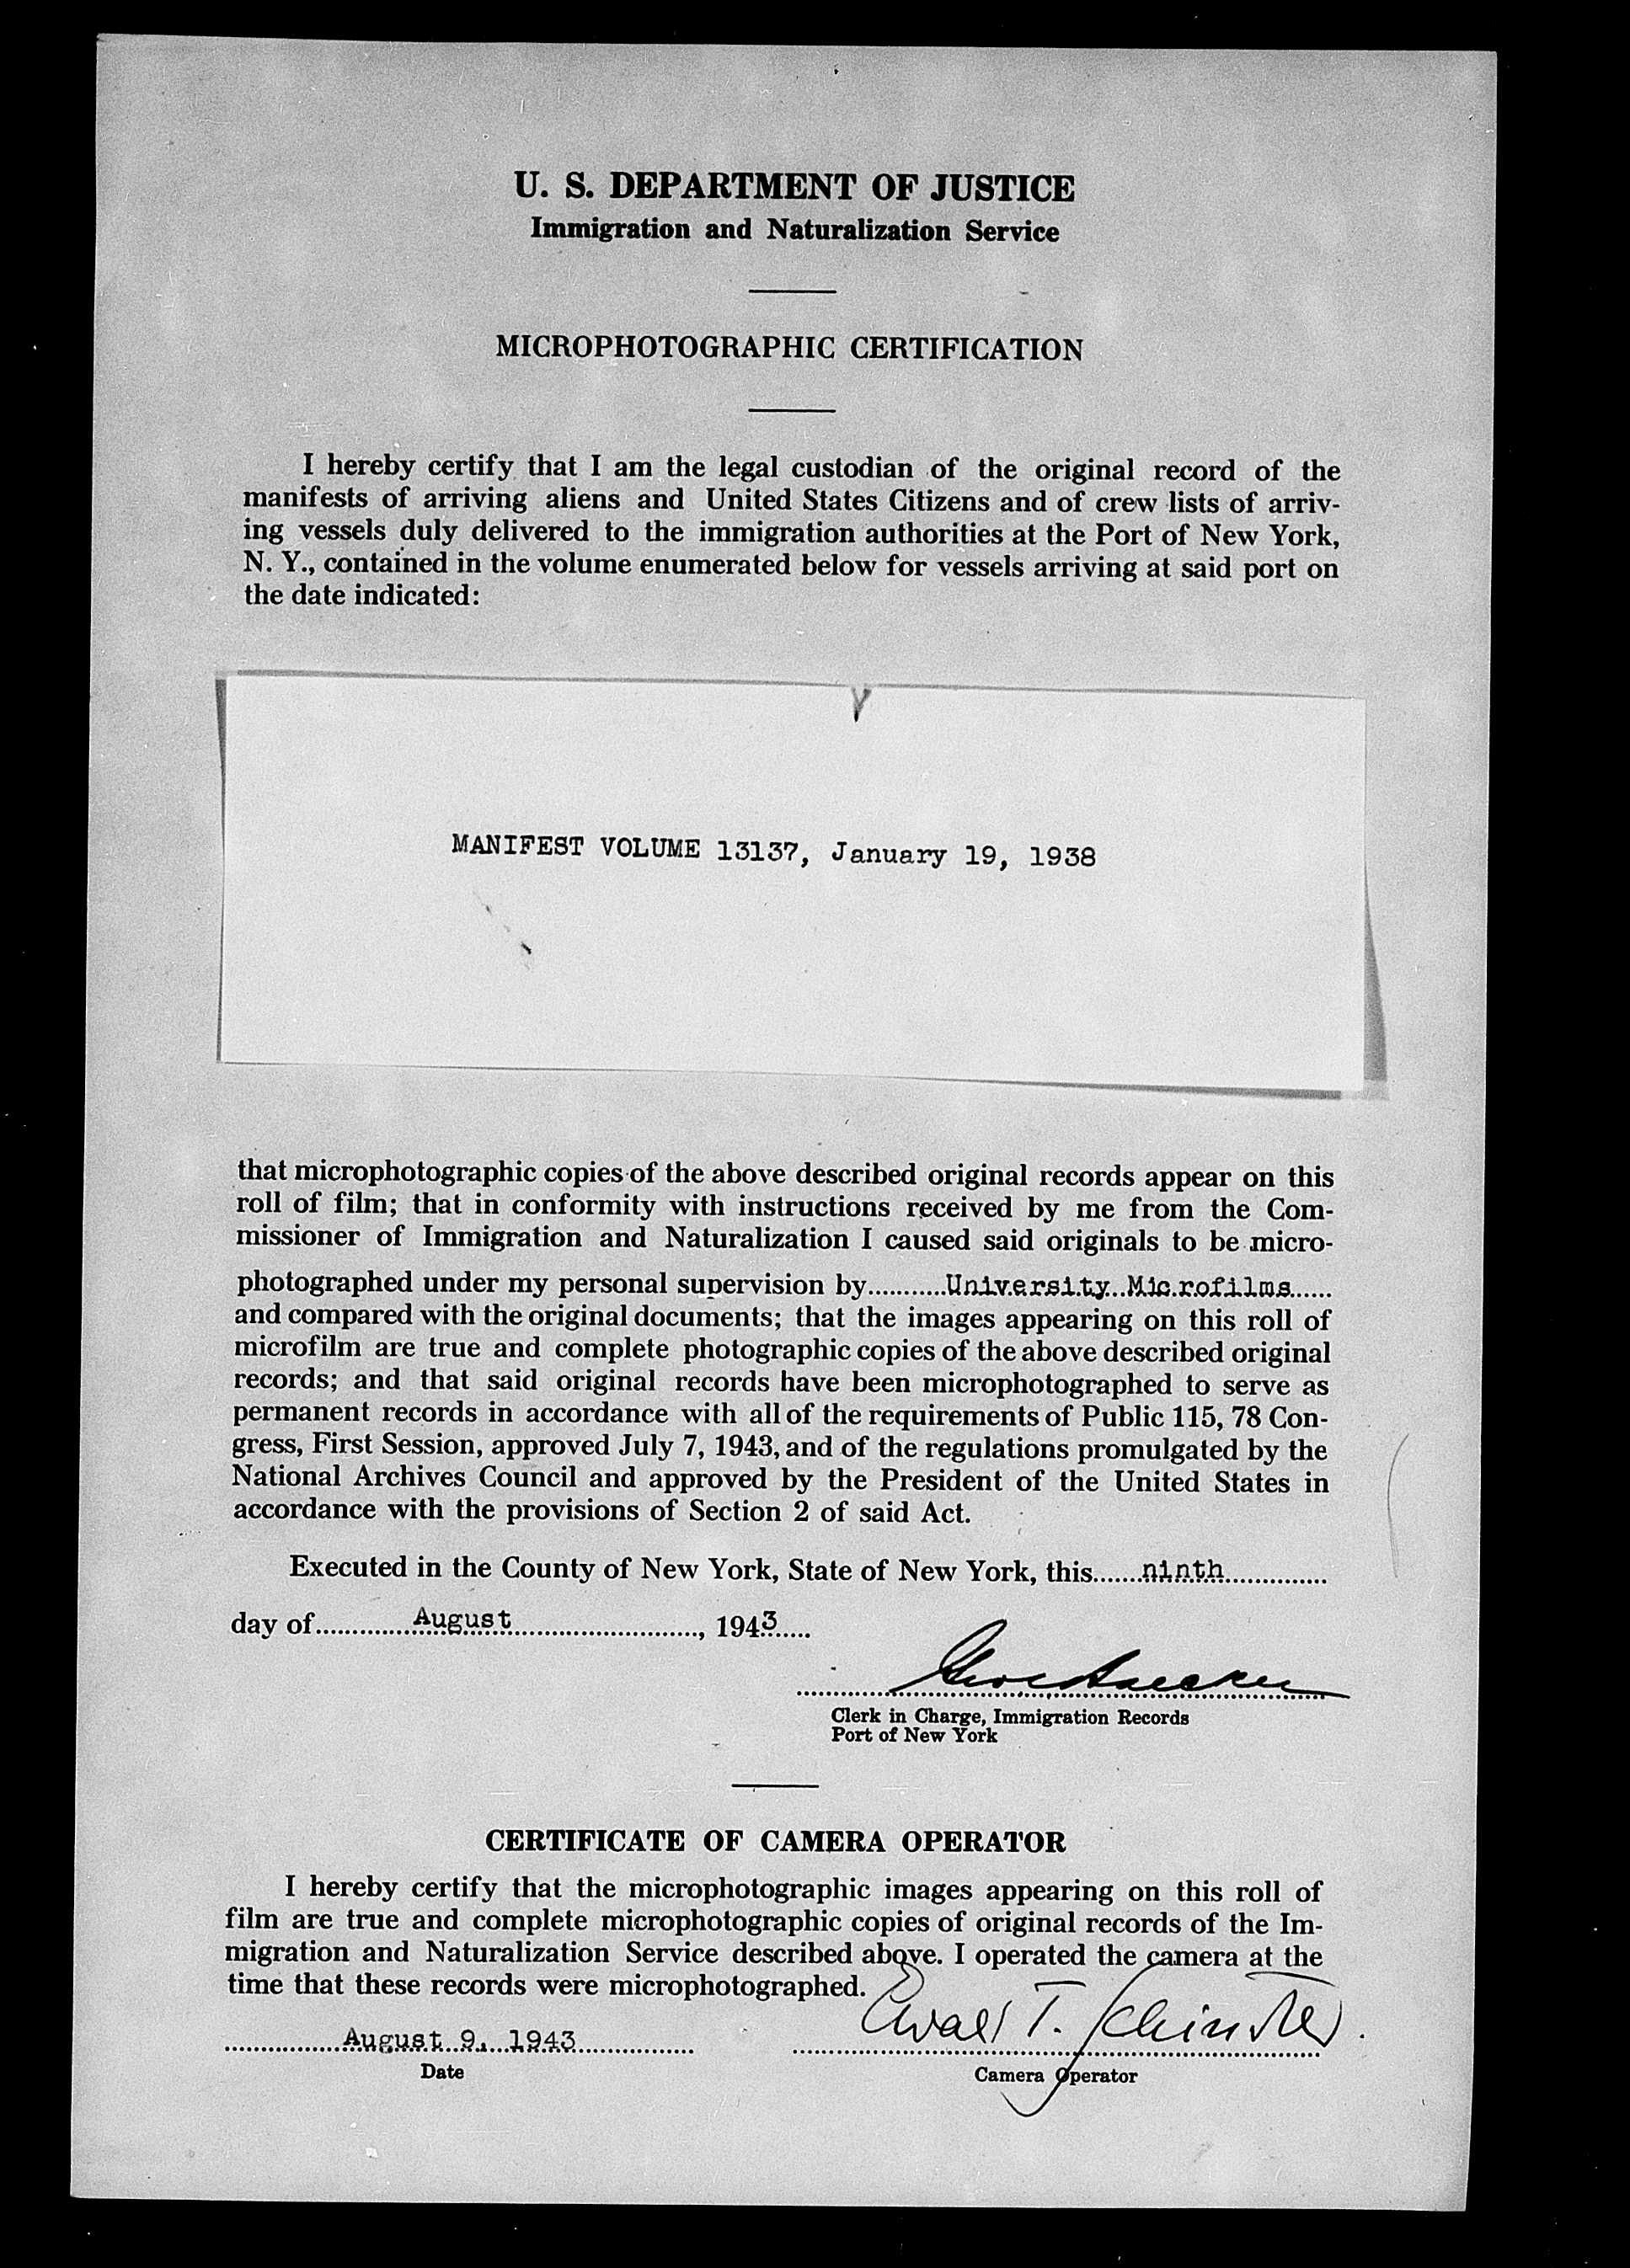 U. S. DEPARTMENT OF JUSTICE
Immigration and Naturalization Service
MICROPHOTOGRAPHIC CERTIFICATION
I hereby certify that I am the legal custodian of the original record of the
manifests of arriving aliens and United States Citizens and of crew lists of arriv-
ing vessels duly delivered to the immigration authorities at the Port of New York,
N. Y., contained in the volume enumerated below for vessels arriving at said port on
the date indicated:
MANIFEST VOLUME 13137, January 19, 1938
that microphotographic copies of the above described original records appear on this
roll of film; that in conformity with instructions received by me from the Com-
missioner of Immigration and Naturalization I caused said originals to be micro-
photographed under my personal supervision by...........University Microfilms......
and compared with the original documents; that the images appearing on this roll of
microfilm are true and complete photographic copies of the above described original
records; and that said original records have been microphotographed to serve as
permanent records in accordance with all of the requirements of Public 115, 78 Con-
gress, First Session, approved July 7, 1943, and of the regulations promulgated by the
National Archives Council and approved by the President of the United States in
accordance with the provisions of Section 2 of said Act.
Executed in the County of New York, State of New York, this.......ninth..............
day of..............August.........................., 1943......
Clerk in Charge, Immigration Records
Port of New York
CERTIFICATE OF CAMERA OPERATOR
I hereby certify that the microphotographic images appearing on this roll of
film are true and complete microphotographic copies of original records of the Im-
migration and Naturalization Service described above. I operated the camera at the
time that these records were microphotographed.
T.
August 9, 1943
Date
Camera Operator